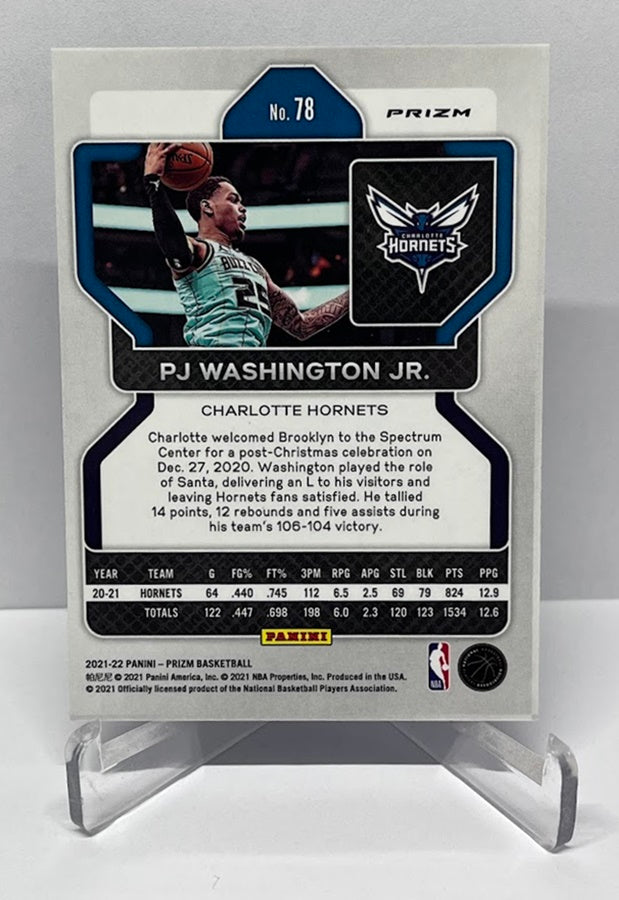 No. 78
PRIZM
CHARLOTTE
HORNETS
BUZZ
25
PJ WASHINGTON JR.
CHARLOTTE HORNETS
Charlotte welcomed Brooklyn to the Spectrum
Center for a post-Christmas celebration on
Dec. 27, 2020. Washington played the role
of Santa, delivering an L to his visitors and
leaving Hornets fans satisfied. He tallied
14 points, 12 rebounds and five assists during
his team's 106-104 victory.
YEAR TEAM G FG% FT% 3PM RPG APG STL BLK PTS PPG
20-21 HORNETS 64 .440 .745 112 6.5 2.5 69 79 824 12.9
TOTALS 122 .447 .698 198 6.0 2.3 120 123 1534 12.6
PANINI
2021-22 PANINI – PRIZM BASKETBALL
帕尼尼 © 2021 Panini America, Inc. © 2021 NBA Properties, Inc. Produced in the USA.
© 2021 Officially licensed product of the National Basketball Players Association.
NBA